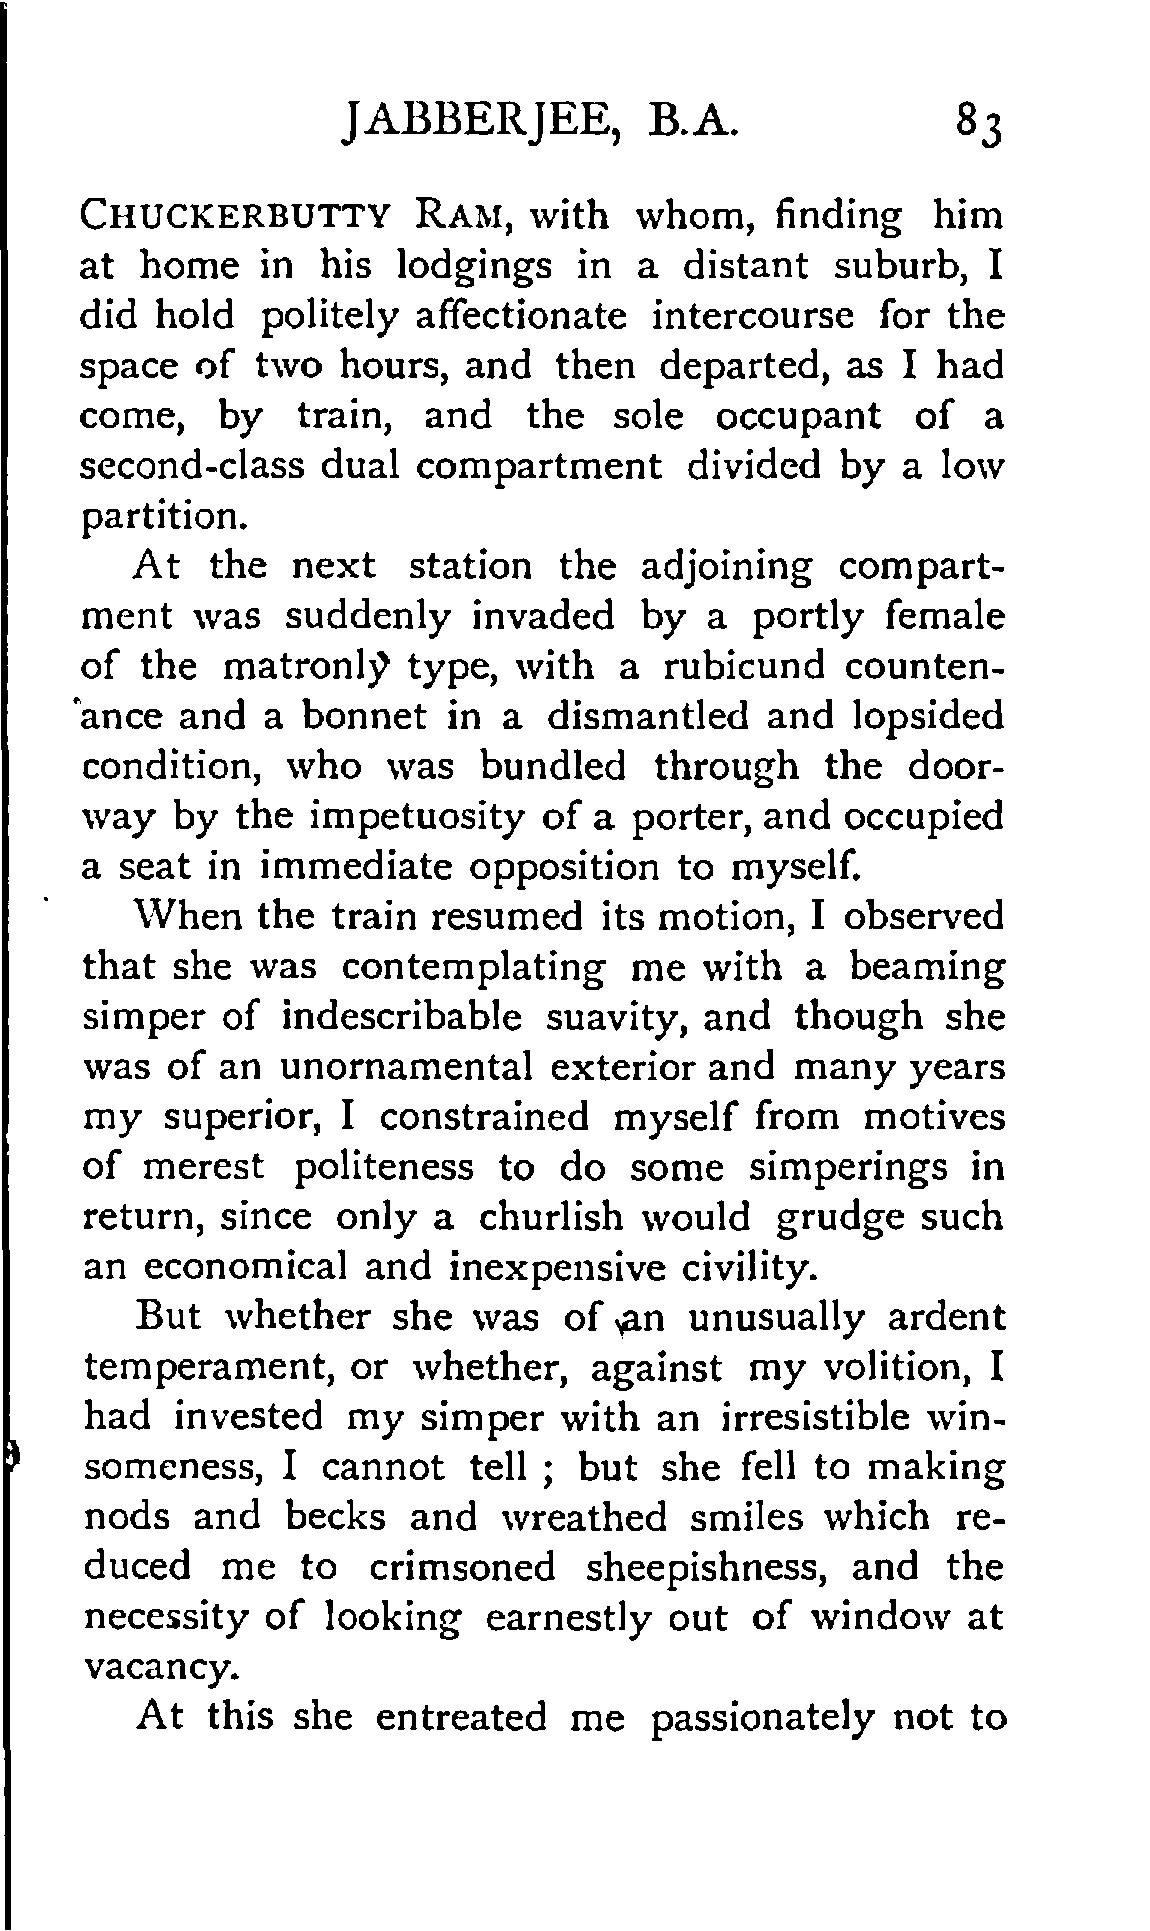 JABBERJEE, B.A. 83
CHUCKERBUTTY RAM, with whom, finding him
at home in his lodgings in a distant suburb, I
did hold politely affectionate intercourse for the
space of two hours, and then departed, as I had
come, by train, and the sole occupant of a
second-class dual compartment divided by a low
partition.
At the next station the adjoining compart-
ment was suddenly invaded by a portly female
of the matronly type, with a rubicund counten-
ance and a bonnet in a dismantled and lopsided
condition, who was bundled through the door-
way by the impetuosity of a porter, and occupied
a seat in immediate opposition to myself.
When the train resumed its motion, I observed
that she was contemplating me with a beaming
simper of indescribable suavity, and though she
was of an unornamental exterior and many years
my superior, I constrained myself from motives
of merest politeness to do some simperings in
return, since only a churlish would grudge such
an economical and inexpensive civility.
But whether she was of an unusually ardent
temperament, or whether, against my volition, I
had invested my simper with an irresistible win-
someness, I cannot tell ; but she fell to making
nods and becks and wreathed smiles which re-
duced me to crimsoned sheepishness, and the
necessity of looking earnestly out of window at
vacancy.
At this she entreated me passionately not to